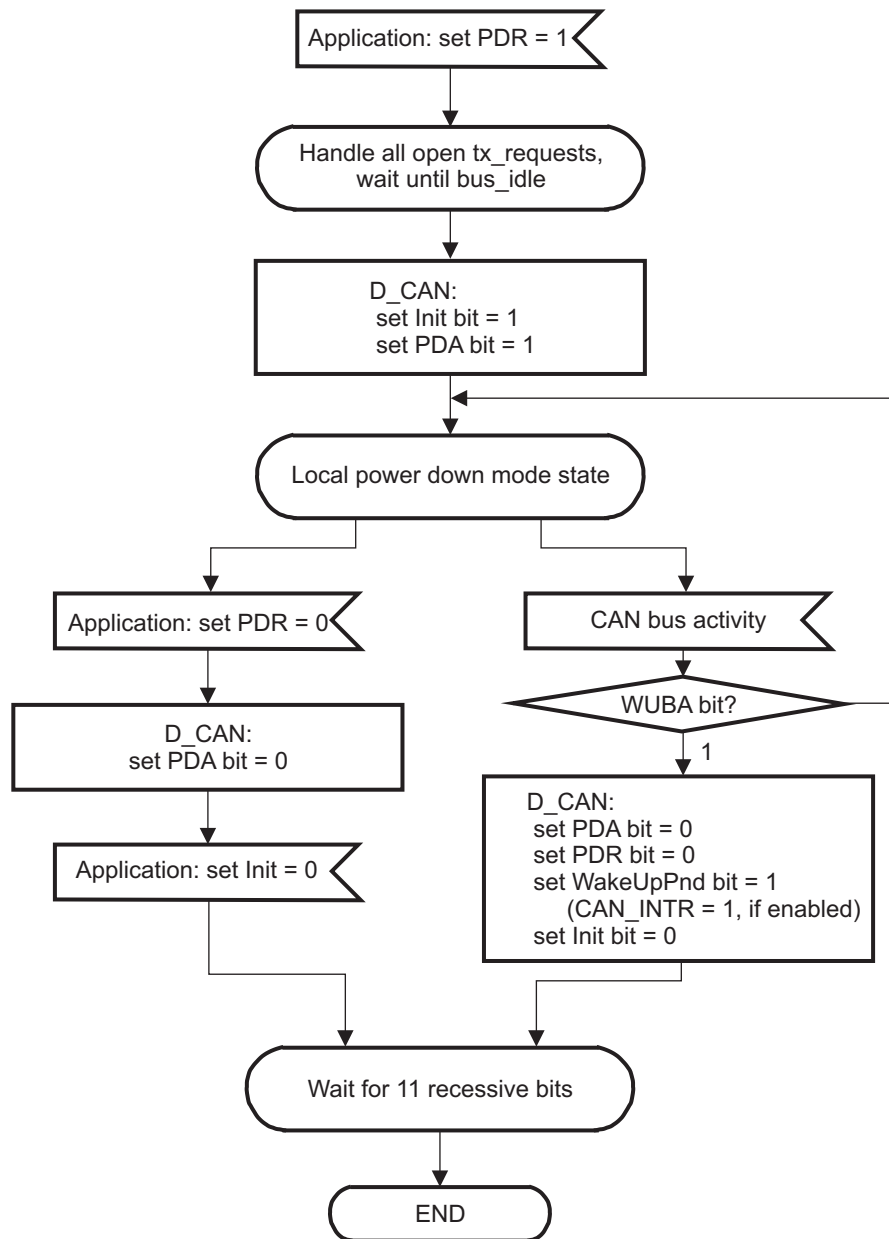 Application: set PDR = 1
Handle all open tx_requests,
wait until bus_idle
D_CAN:
set Init bit = 1
set PDA bit = 1
Local power down mode state
Application: set PDR = 0
CAN bus activity
WUBA bit?
D_CAN:
set PDA bit = 0
1
D_CAN:
set PDA bit = 0
set PDR bit = 0
set WakeUpPnd bit = 1
(CAN_INTR = 1, if enabled)
set Init bit = 0
Application: set Init = 0
Wait for 11 recessive bits
END